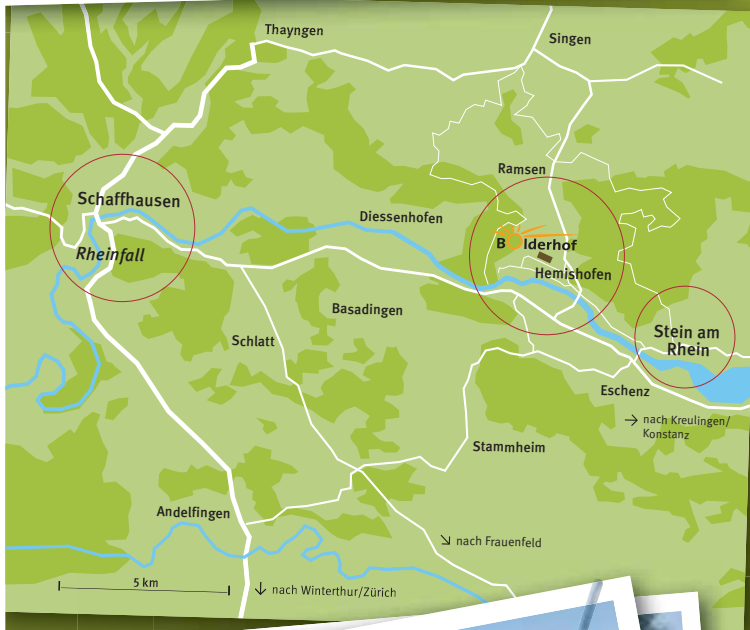 Thayngen
Singen
Ramsen
Schaffhausen
Diessenhofen
Bolderhof
Rheinfall
Hemishofen
Basadingen
Stein am
Rhein
Schlatt
Eschenz
→ nach Kreulingen/
Konstanz
Stammheim
Andelfingen
↘ nach Frauenfeld
5 km
↓ nach Winterthur/Zürich